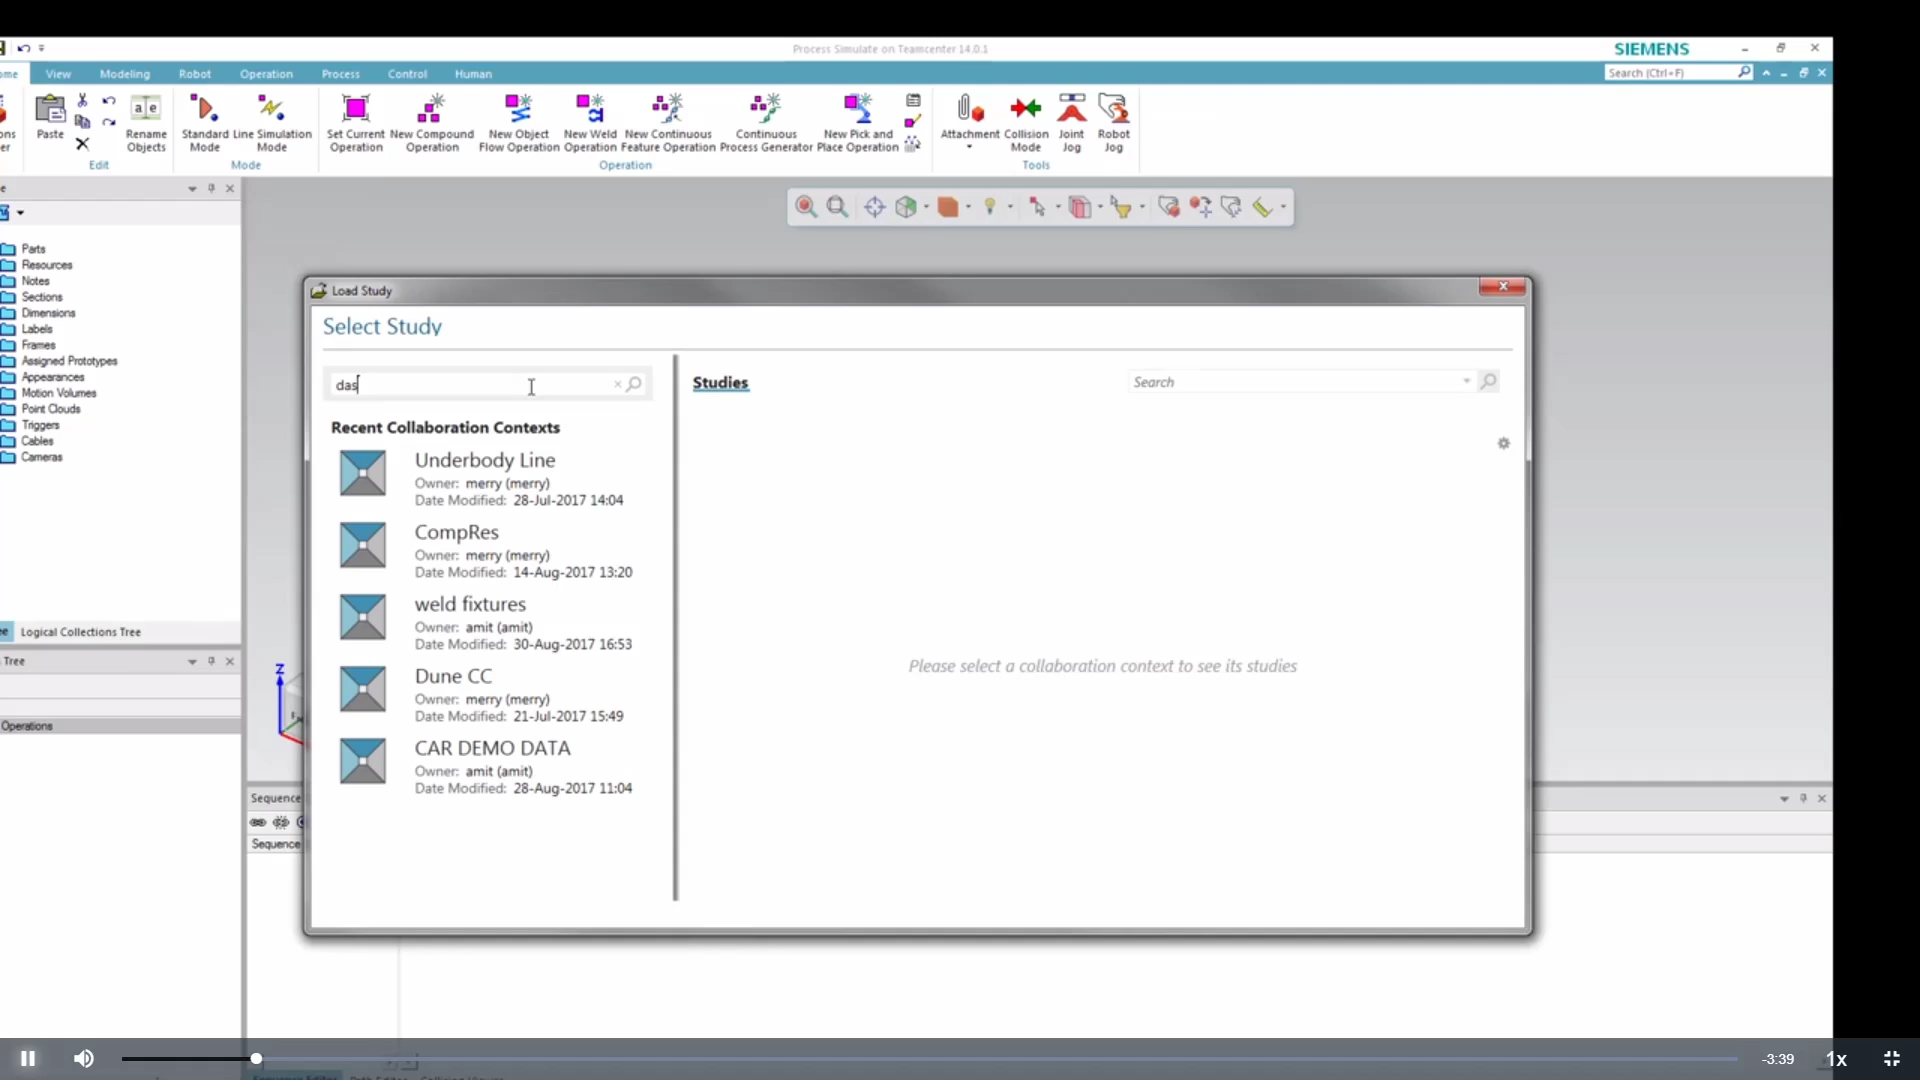 Process Simulate on Teamcenter 14.0.1
SIEMENS
View Modeling Robot Operation Process Control Human
Search (Ctrl+F)
Paste
Rename Objects
Edit
Standard Mode
Line Simulation Mode
Mode
Set Current Operation
New Compound Operation
New Object Flow Operation
New Weld Operation
New Continuous Feature Operation
Continuous Process Generator
New Pick and Place Operation
Operation
Attachment
Collision Mode
Joint Jog
Robot Jog
Tools
Parts
Resources
Notes
Sections
Dimensions
Labels
Frames
Assigned Prototypes
Appearances
Motion Volumes
Point Clouds
Triggers
Cables
Cameras
Logical Collections Tree
Tree
Operations
Z
Load Study
Select Study
das
Recent Collaboration Contexts
Underbody Line
Owner: merry (merry)
Date Modified: 28-Jul-2017 14:04
CompRes
Owner: merry (merry)
Date Modified: 14-Aug-2017 13:20
weld fixtures
Owner: amit (amit)
Date Modified: 30-Aug-2017 16:53
Dune CC
Owner: merry (merry)
Date Modified: 21-Jul-2017 15:49
CAR DEMO DATA
Owner: amit (amit)
Date Modified: 28-Aug-2017 11:04
Studies
Search
Please select a collaboration context to see its studies
Sequence
Sequence
-3:39
1x